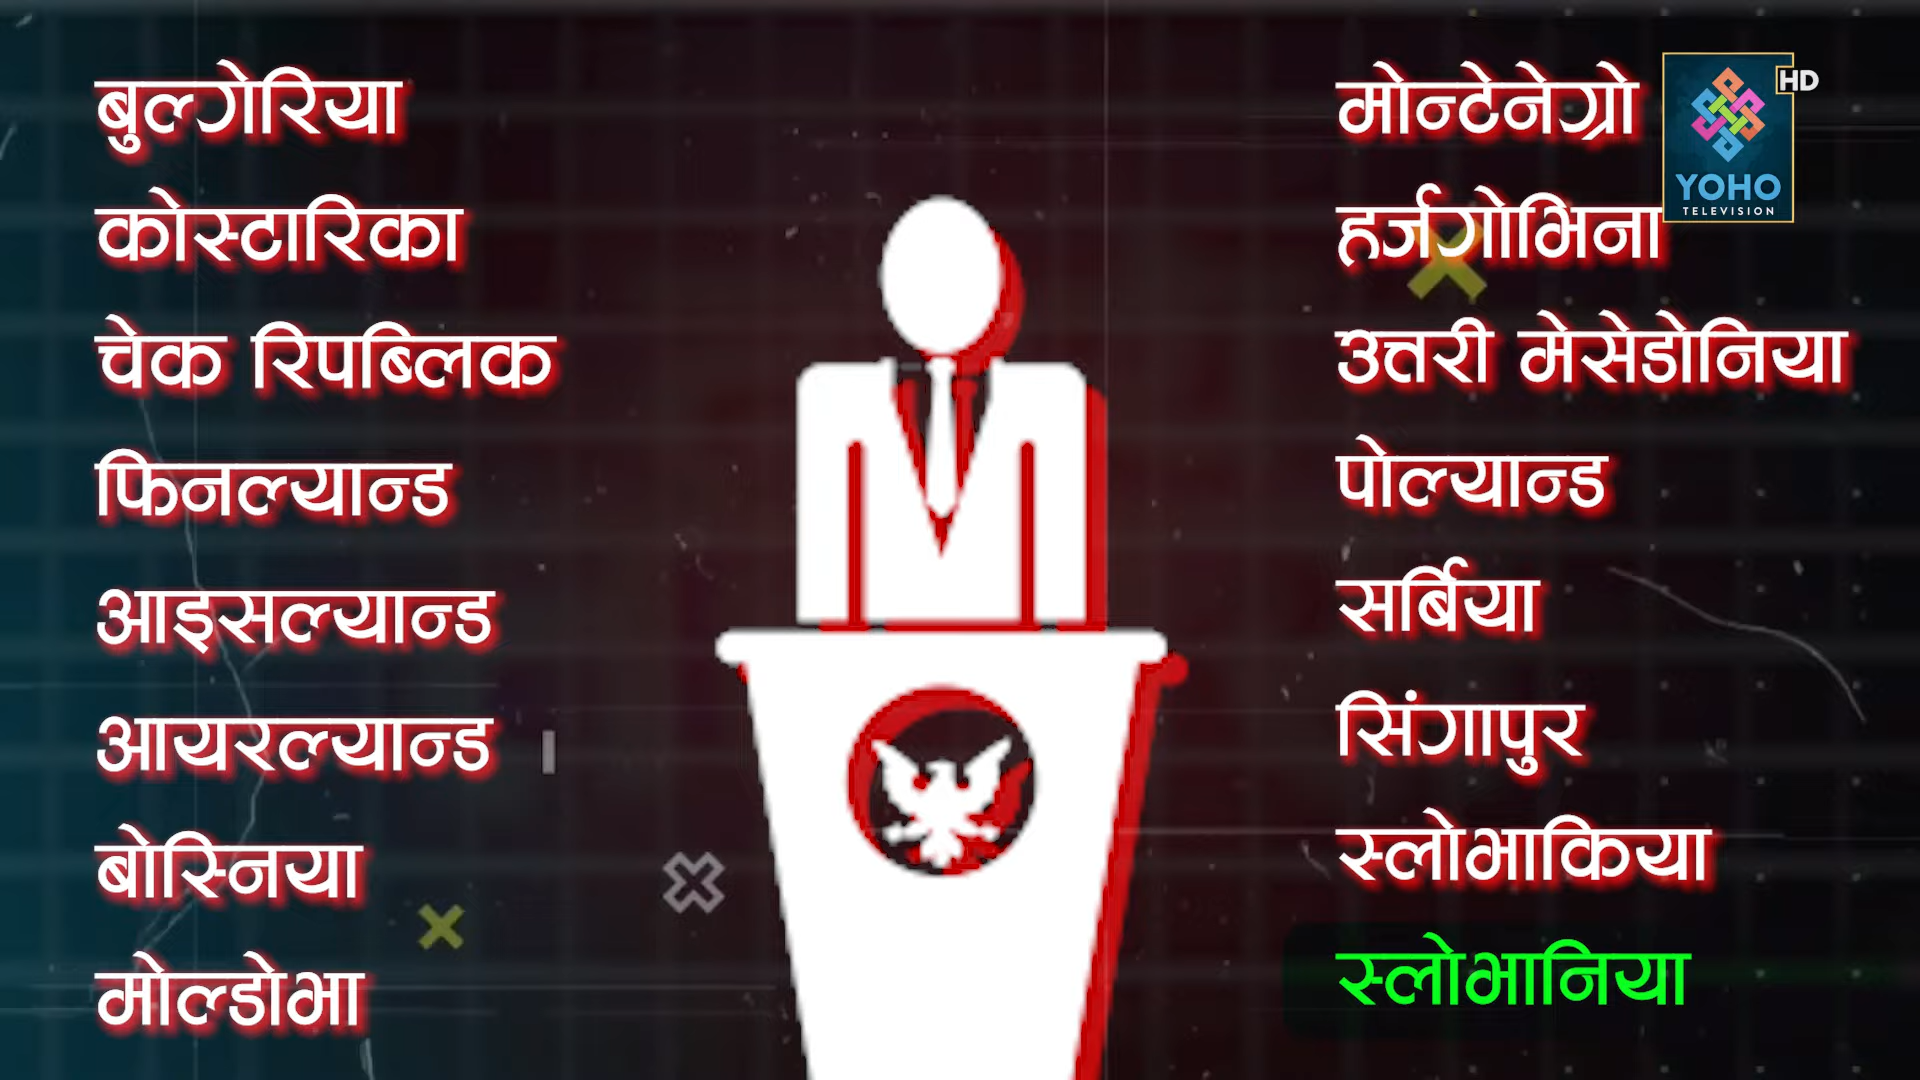 बुल्गेरिया
कोस्टारिका
चेक रिपब्लिक
फिनल्यान्ड
आइसल्यान्ड
आयरल्यान्ड
बोस्निया
मोल्डोभा
मोन्टेनेग्रो
हर्जगोभिना
उत्तरी मेसेडोनिया
पोल्यान्ड
सर्बिया
सिंगापुर
स्लोभाकिया
स्लोभानिया
HD
YOHO
TELEVISION